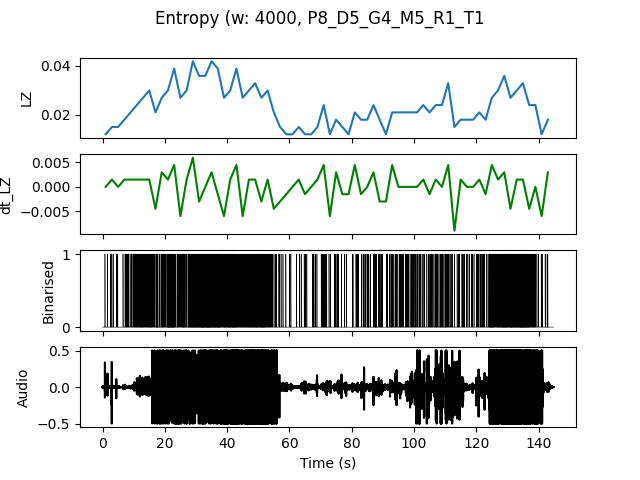 Entropy (w: 4000, P8_D5_G4_M5_R1_T1
0.04
0.02
LZ
0.005
0.000
−0.005
dt_LZ
1
0
Binarised
0.5
0.0
−0.5
Audio
0 20 40 60 80 100 120 140
Time (s)